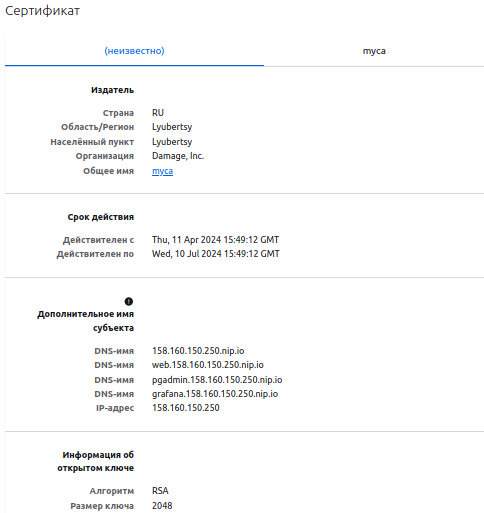 Сертификат
(неизвестно) myca
Издатель
Страна RU
Область/Регион Lyubertsy
Населённый пункт Lyubertsy
Организация Damage, Inc.
Общее имя myca
Срок действия
Действителен с Thu, 11 Apr 2024 15:49:12 GMT
Действителен по Wed, 10 Jul 2024 15:49:12 GMT
Дополнительное имя
субъекта
DNS-имя 158.160.150.250.nip.io
DNS-имя web.158.160.150.250.nip.io
DNS-имя pgadmin.158.160.150.250.nip.io
DNS-имя grafana.158.160.150.250.nip.io
IP-адрес 158.160.150.250
Информация об
открытом ключе
Алгоритм RSA
Размер ключа 2048